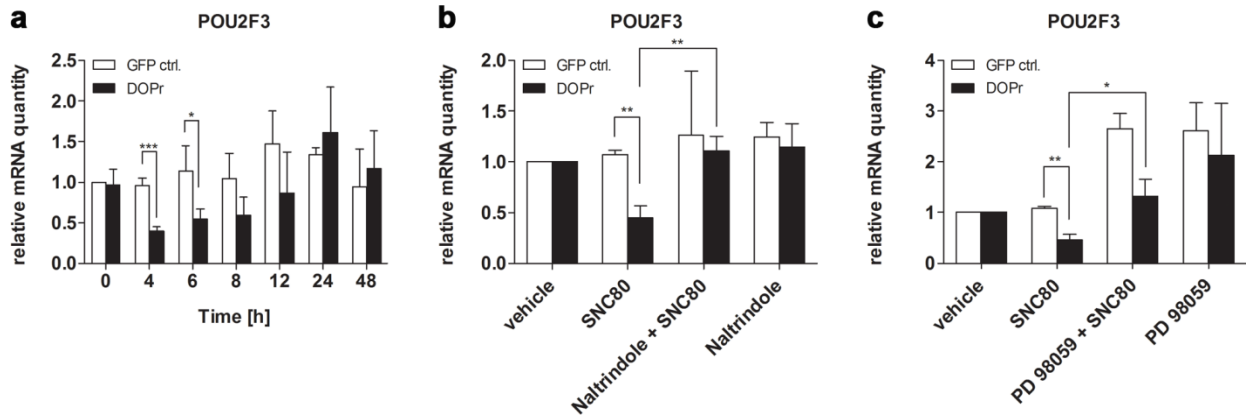 a
POU2F3
relative mRNA quantity
2.5
2.0
1.5
1.0
0.5
0.0
GFP ctrl.
DOPr
***
*
0 4 6 8 12 24 48
Time [h]
b
POU2F3
relative mRNA quantity
2.0
1.5
1.0
0.5
0.0
GFP ctrl.
DOPr
**
**
vehicle
SNC80
Naltrindole + SNC80
Naltrindole
c
POU2F3
relative mRNA quantity
4
3
2
1
0
GFP ctrl.
DOPr
*
**
vehicle
SNC80
PD 98059 + SNC80
PD 98059